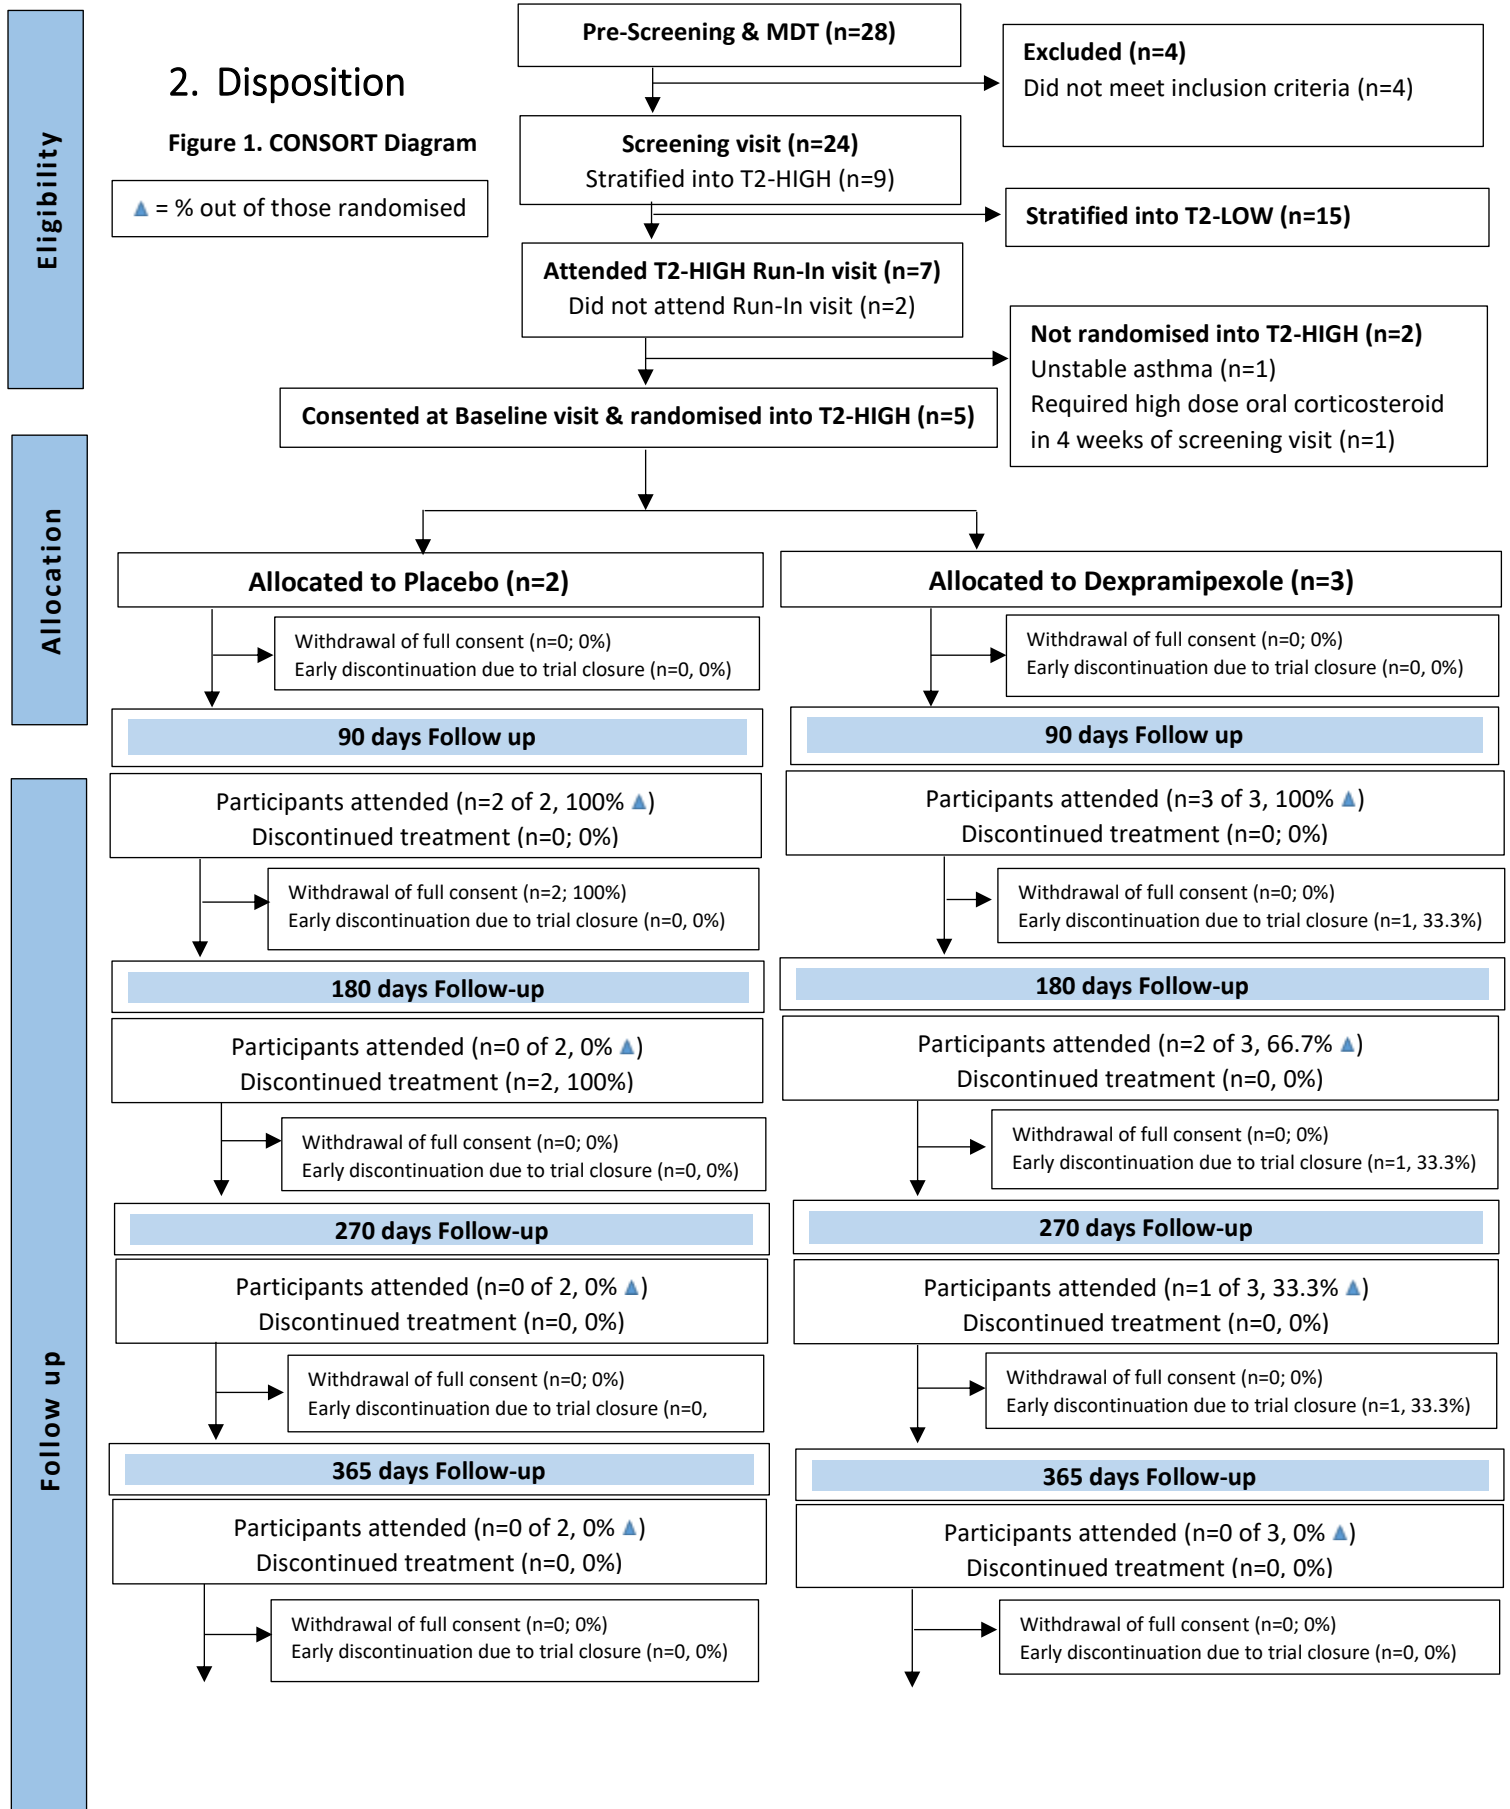 Pre-Screening & MDT (n=28)
Excluded (n=4)
Did not meet inclusion criteria (n=4)
2. Disposition
Figure 1. CONSORT Diagram
▲ = % out of those randomised
Eligibility
Screening visit (n=24)
Stratified into T2-HIGH (n=9)
Stratified into T2-LOW (n=15)
Attended T2-HIGH Run-In visit (n=7)
Did not attend Run-In visit (n=2)
Not randomised into T2-HIGH (n=2)
Unstable asthma (n=1)
Required high dose oral corticosteroid
in 4 weeks of screening visit (n=1)
Consented at Baseline visit & randomised into T2-HIGH (n=5)
Allocation
Allocated to Placebo (n=2)
Allocated to Dexpramipexole (n=3)
Withdrawal of full consent (n=0; 0%)
Early discontinuation due to trial closure (n=0, 0%)
Withdrawal of full consent (n=0; 0%)
Early discontinuation due to trial closure (n=0, 0%)
90 days Follow up
90 days Follow up
Follow up
Participants attended (n=2 of 2, 100% ▲)
Discontinued treatment (n=0; 0%)
Participants attended (n=3 of 3, 100% ▲)
Discontinued treatment (n=0; 0%)
Withdrawal of full consent (n=2; 100%)
Early discontinuation due to trial closure (n=0, 0%)
Withdrawal of full consent (n=0; 0%)
Early discontinuation due to trial closure (n=1, 33.3%)
180 days Follow-up
180 days Follow-up
Participants attended (n=0 of 2, 0% ▲)
Discontinued treatment (n=2, 100%)
Participants attended (n=2 of 3, 66.7% ▲)
Discontinued treatment (n=0, 0%)
Withdrawal of full consent (n=0; 0%)
Early discontinuation due to trial closure (n=0, 0%)
Withdrawal of full consent (n=0; 0%)
Early discontinuation due to trial closure (n=1, 33.3%)
270 days Follow-up
270 days Follow-up
Participants attended (n=0 of 2, 0% ▲)
Discontinued treatment (n=0, 0%)
Participants attended (n=1 of 3, 33.3% ▲)
Discontinued treatment (n=0, 0%)
Withdrawal of full consent (n=0; 0%)
Early discontinuation due to trial closure (n=0,
Withdrawal of full consent (n=0; 0%)
Early discontinuation due to trial closure (n=1, 33.3%)
365 days Follow-up
365 days Follow-up
Participants attended (n=0 of 2, 0% ▲)
Discontinued treatment (n=0, 0%)
Participants attended (n=0 of 3, 0% ▲)
Discontinued treatment (n=0, 0%)
Withdrawal of full consent (n=0; 0%)
Early discontinuation due to trial closure (n=0, 0%)
Withdrawal of full consent (n=0; 0%)
Early discontinuation due to trial closure (n=0, 0%)